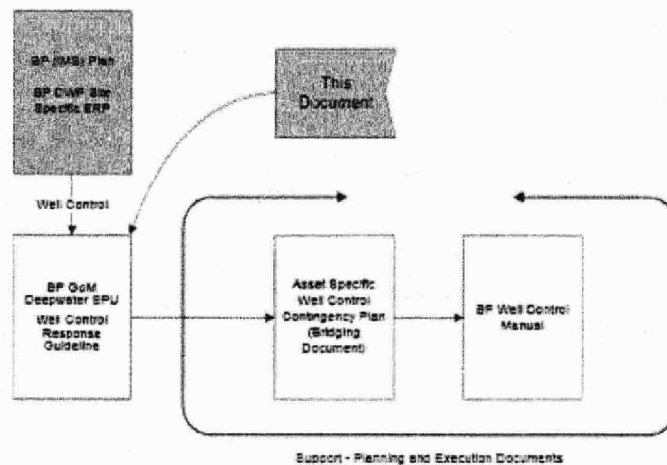 BP (IMS) Plan
BP DWP Site
Specific ERP
This
Document
Well Control
BP GoM
Deepwater SPU
Well Control
Response
Guideline
Asset Specific
Well Control
Contingency Plan
(Bridging
Document)
BP Well Control
Manual
Support - Planning and Execution Documents